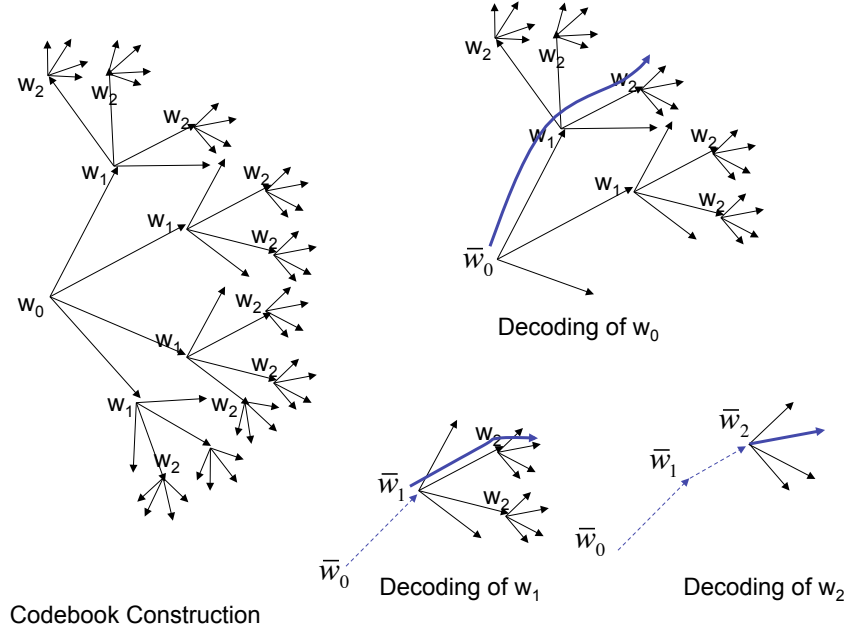 w₂
w₂
w₂
w₁
w₂
w₁
w₂
w₀
w₂
w₁
w₂
w₁
w₂
w₂
Codebook Construction
w₂
w₂
w₂
w₁
w₂
w₁
w₂
w̅₀
Decoding of w₀
w₂
w̅₁
w₂
w̅₀
Decoding of w₁
w̅₂
w̅₁
w̅₀
Decoding of w₂